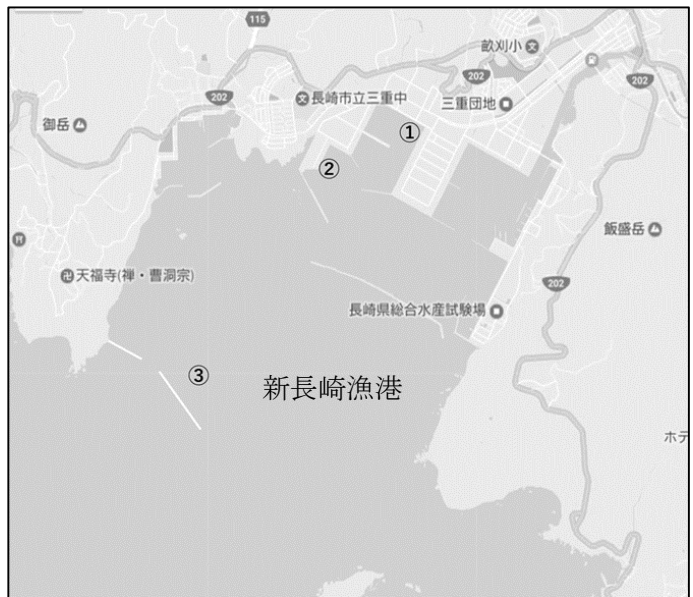 115
畝刈小
202
202
202
長崎市立三重中
三重団地
御岳
①
②
飯盛岳
天福寺(禅・曹洞宗)
202
長崎県総合水産試験場
③
新長崎漁港
ホテ